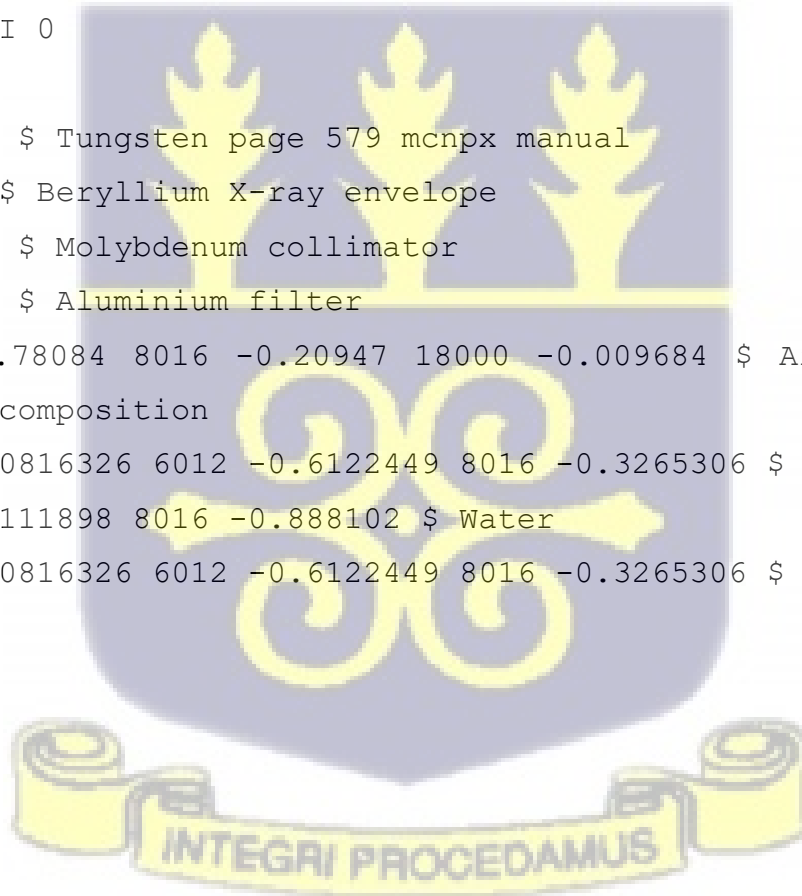 I 0
$ Tungsten page 579 mcnpx manual
$ Beryllium X-ray envelope
$ Molybdenum collimator
$ Aluminium filter
.78084 8016 -0.20947 18000 -0.009684 $
composition
0816326 6012 -0.6122449 8016 -0.3265306 $
111898 8016 -0.888102 $ Water
0816326 6012 -0.6122449 8016 -0.3265306 $
INTEGRI PROCEDAMUS